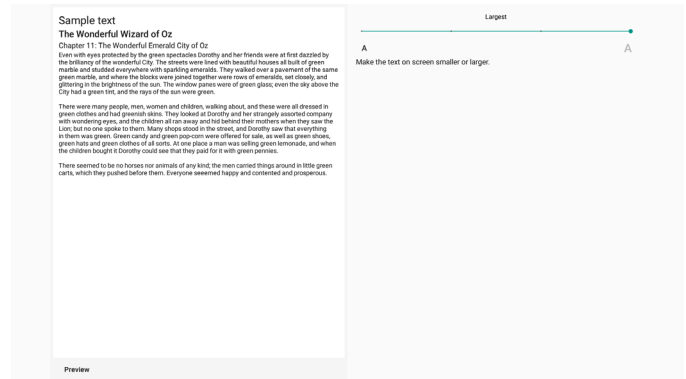 Sample text
The Wonderful Wizard of Oz
Chapter 11: The Wonderful Emerald City of Oz
Even with eyes protected by the green spectacles Dorothy and her friends were at first dazzled by
the brilliancy of the wonderful City. The streets were lined with beautiful houses all built of green
marble and studded everywhere with sparkling emeralds. They walked over a pavement of the same
green marble, and where the blocks were joined together were rows of emeralds, set closely, and
glittering in the brightness of the sun. The window panes were of green glass; even the sky above the
City had a green tint, and the rays of the sun were green.
There were many people, men, women and children, walking about, and these were all dressed in
green clothes and had greenish skins. They looked at Dorothy and her strangely assorted company
with wondering eyes, and the children all ran away and hid behind their mothers when they saw the
Lion; but no one spoke to them. Many shops stood in the street, and Dorothy saw that everything
in them was green. Green candy and green pop-corn were offered for sale, as well as green shoes,
green hats and green clothes of all sorts. At one place a man was selling green lemonade, and when
the children bought it Dorothy could see that they paid for it with green pennies.
There seemed to be no horses nor animals of any kind; the men carried things around in little green
carts, which they pushed before them. Everyone seeemed happy and contented and prosperous.
Preview
Largest
A A
Make the text on screen smaller or larger.